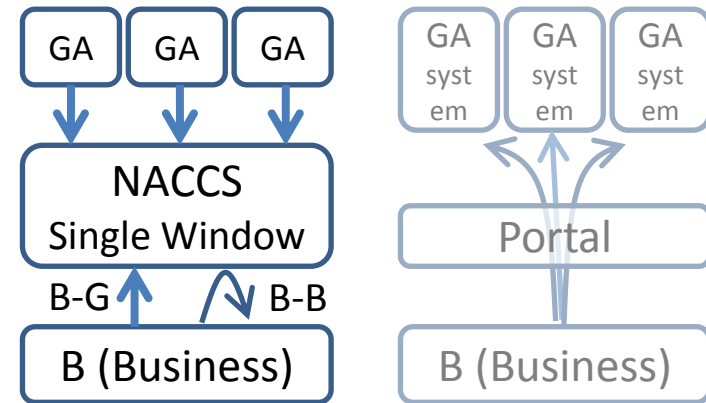 GA GA GA
NACCS
Single Window
B-G B-B
B (Business)
GA GA GA
syst syst syst
em em em
Portal
B (Business)